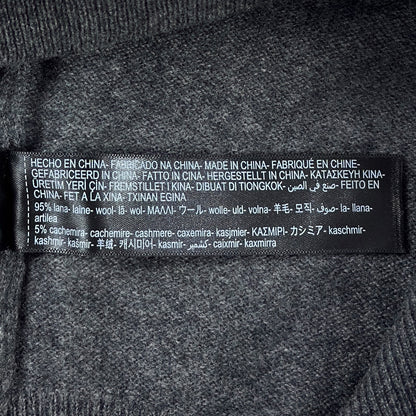 HECHO EN CHINA- FABRICADO NA CHINA- MADE IN CHINA- FABRIQUÉ EN CHINE-
GEFABRICEERD IN CHINA- FATTO IN CINA- HERGESTELLT IN CHINA- ΚΑΤΑΣΚΕΥΗ ΚΙΝΑ-
ÜRETİM YERİ ÇİN- FREMSTILLET I KINA- DIBUAT DI TIONGKOK- صنع في الصين- FEITO EN
CHINA- FET A LA XINA- TXINAN EGINA
95% lana- laine- wool- lã- wol- ΜΑΛΛΙ- ウール- wolle- uld- volna- 羊毛- 모직- صوف- la- llana-
artilea
5% cachemira- cachemire- cashmere- caxemira- kasjmier- ΚΑΣΜΙΡΙ- カシミア- kaschmir-
kashmir- kašmir- 羊绒- 캐시미어- kasmir- كشمير- caixmir- kaxmirra